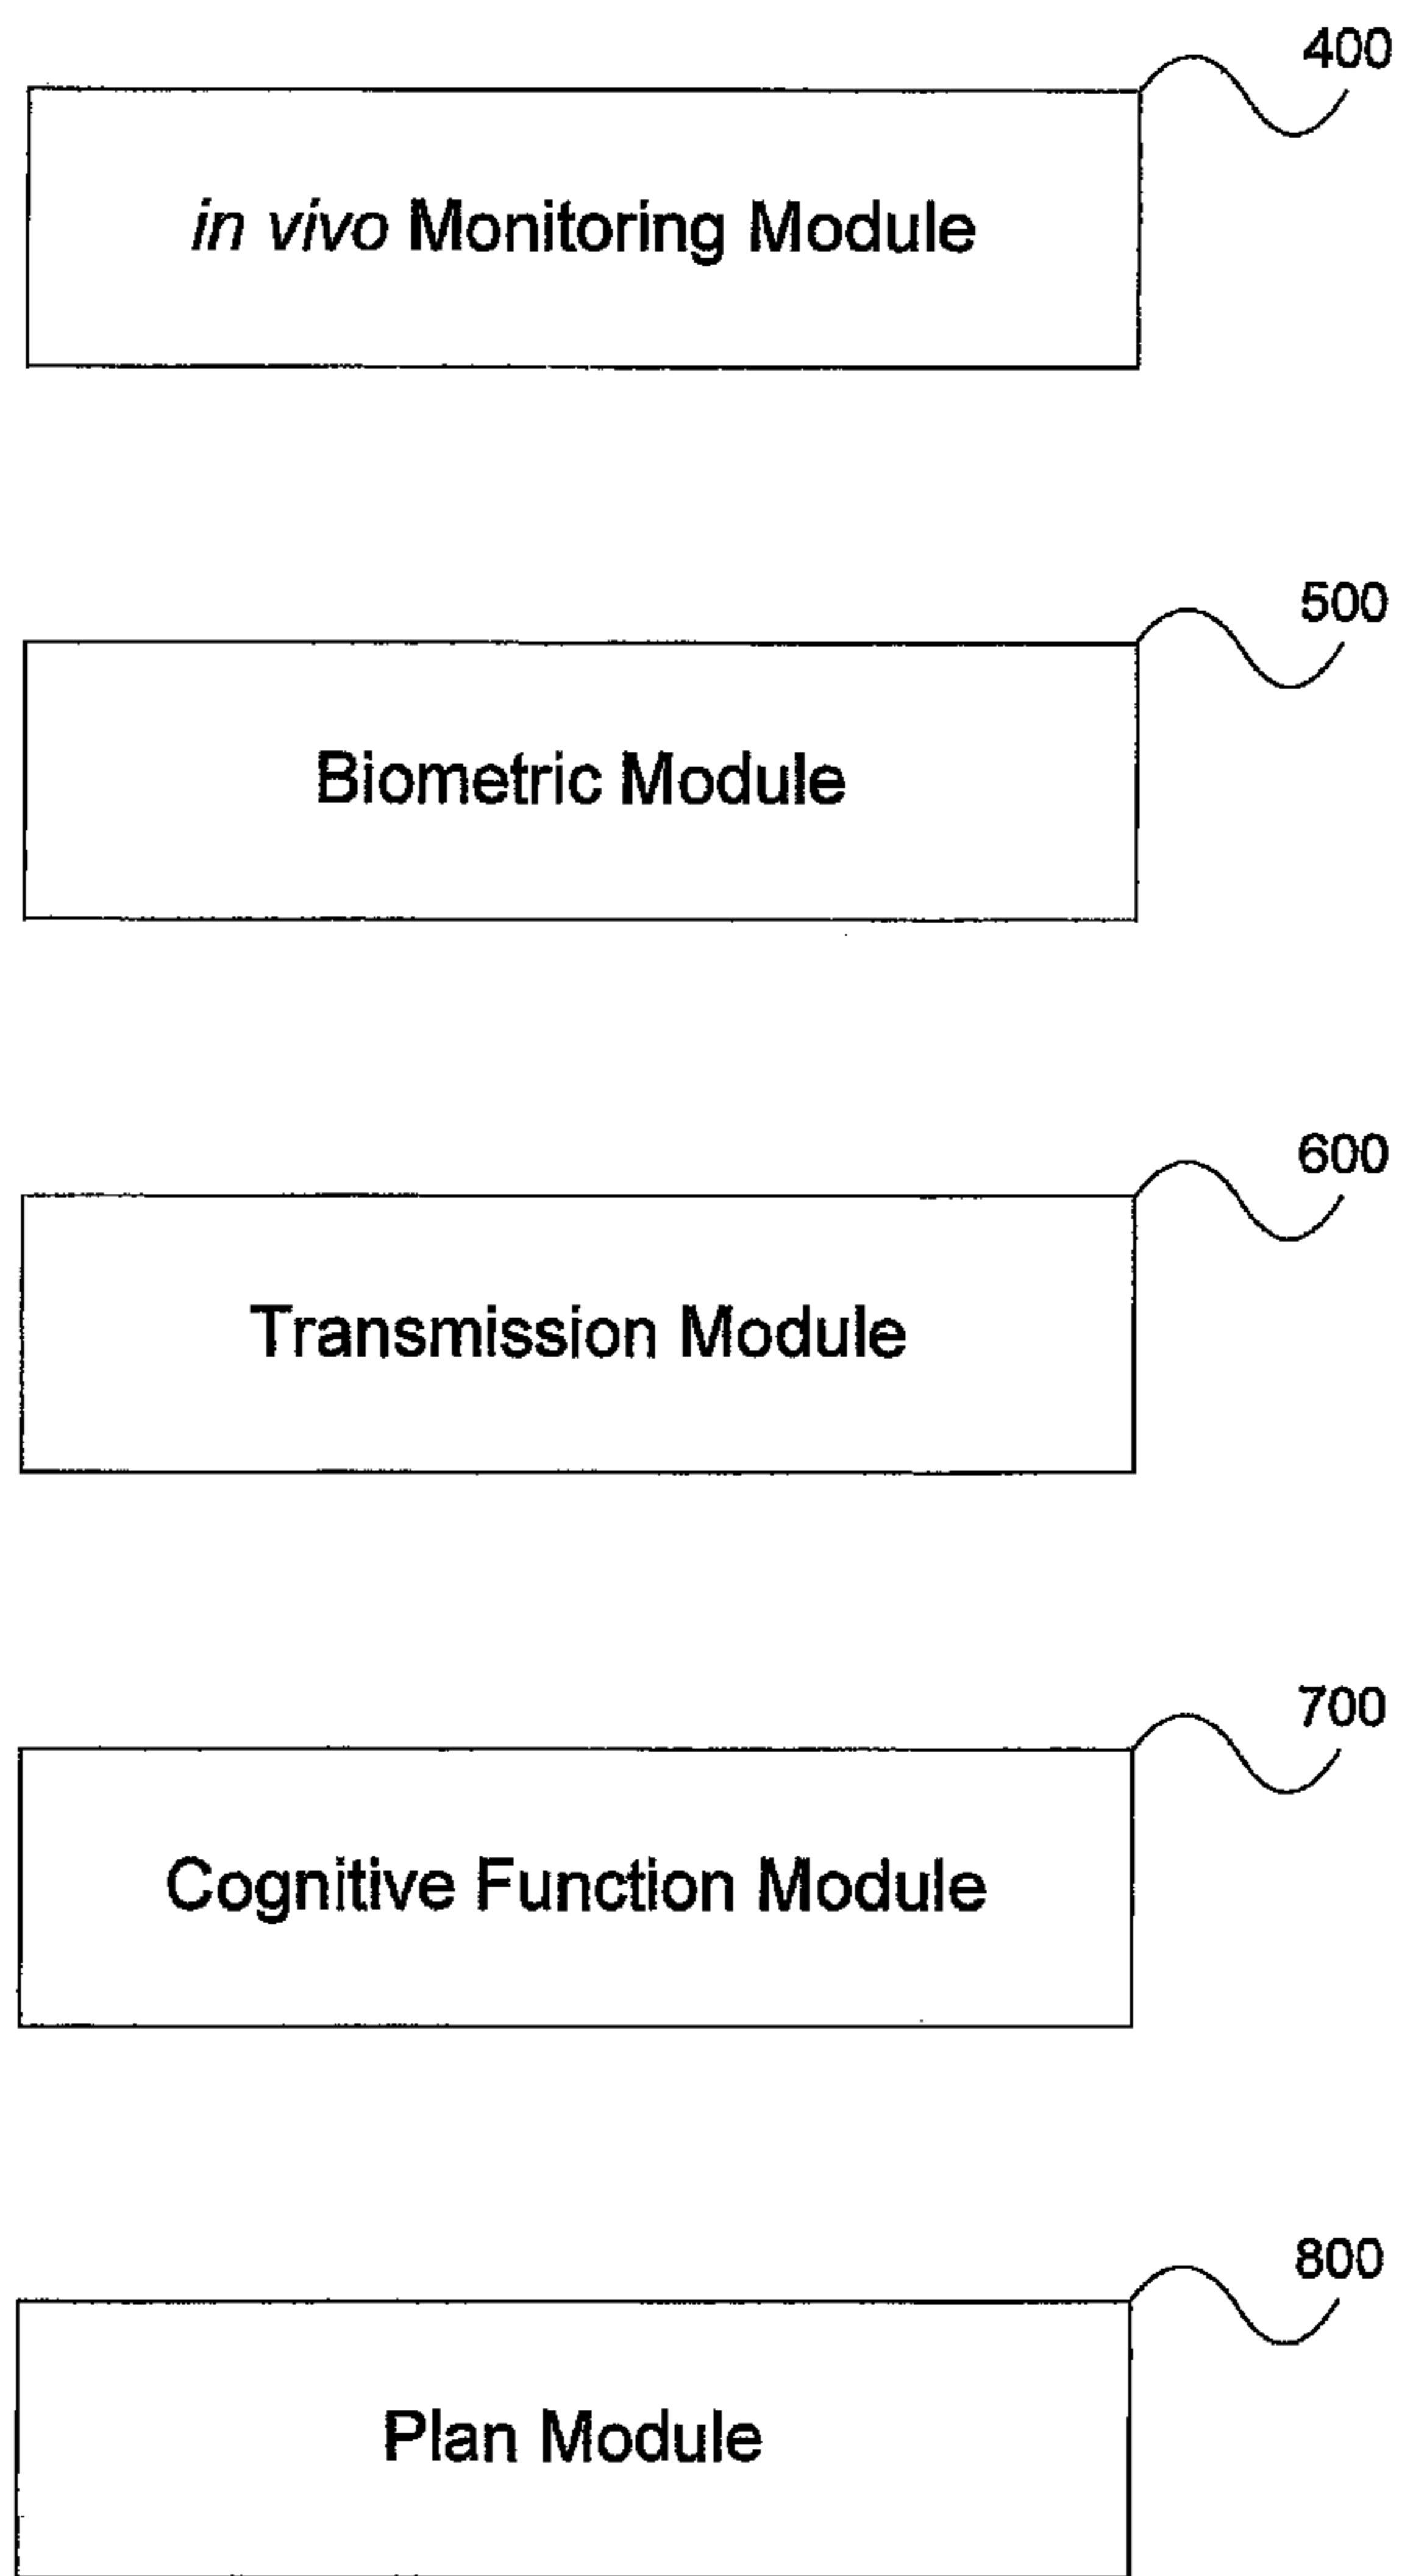 400
in vivo Monitoring Module
500
Biometric Module
600
Transmission Module
700
Cognitive Function Module
800
Plan Module